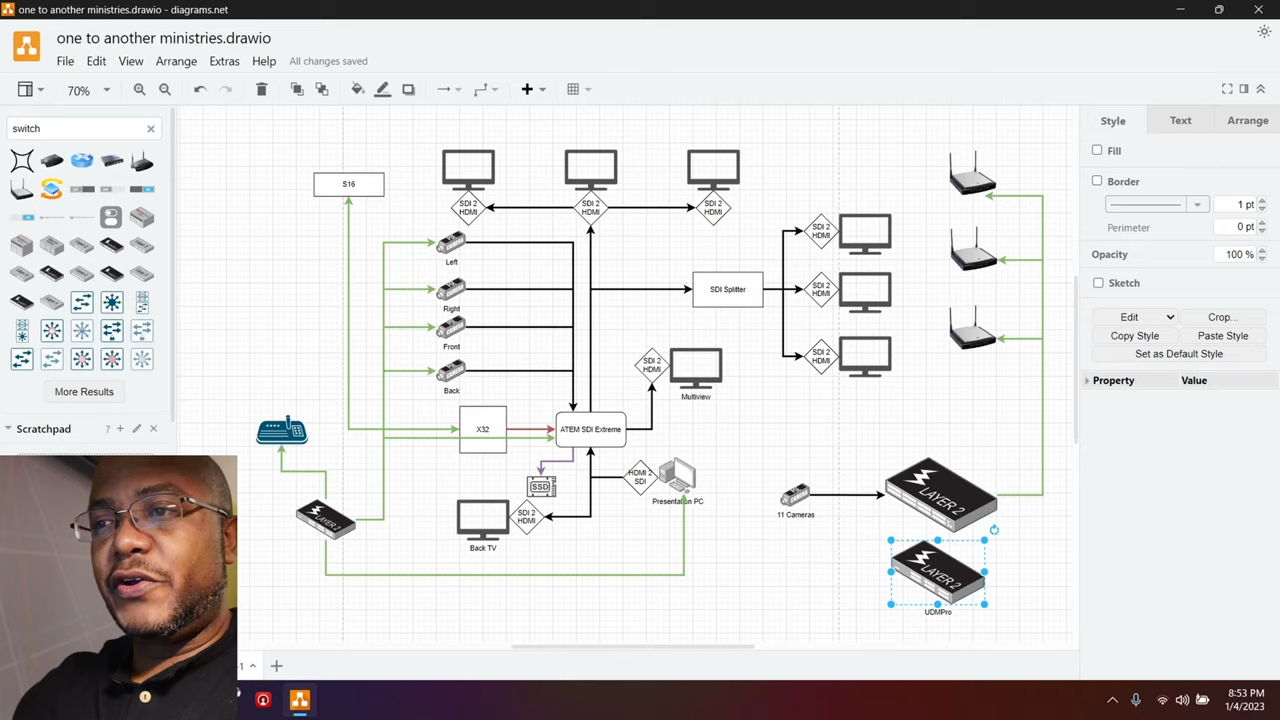 one to another ministries.drawio - diagrams.net
one to another ministries.drawio
File Edit View Arrange Extras Help All changes saved
70%
switch
More Results
Scratchpad
Style Text Arrange
Fill
Border
1 pt
Perimeter
0 pt
Opacity
100 %
Sketch
Edit Crop...
Copy Style Paste Style
Set as Default Style
Property Value
S16
SDI 2
HDMI
SDI 2
HDMI
SDI 2
HDMI
Left
Right
Front
Back
SDI Splitter
SDI 2
HDMI
SDI 2
HDMI
SDI 2
HDMI
SDI 2
HDMI
Multiview
X32
ATEM SDI Extreme
SSD
HDMI 2
SDI
Presentation PC
SDI 2
HDMI
Back TV
LAYER 2
11 Cameras
LAYER 2
LAYER 2
UDMPro
-1
8:53 PM
1/4/2023